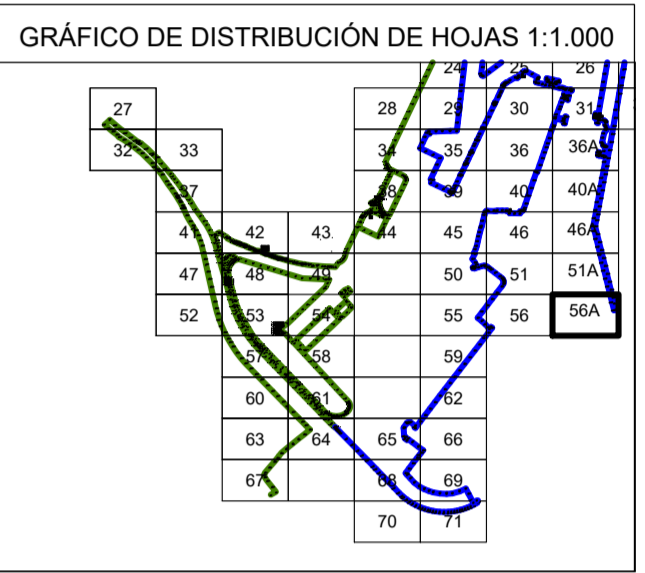 GRÁFICO DE DISTRIBUCIÓN DE HOJAS 1:1.000
24 25 26
27 28 29 30 31
32 33 34 35 36 36A
37 38 39 40 40A
41 42 43 44 45 46 46A
47 48 49 50 51 51A
52 53 54 55 56 56A
57 58 59
60 61 62
63 64 65 66
67 68 69
70 71